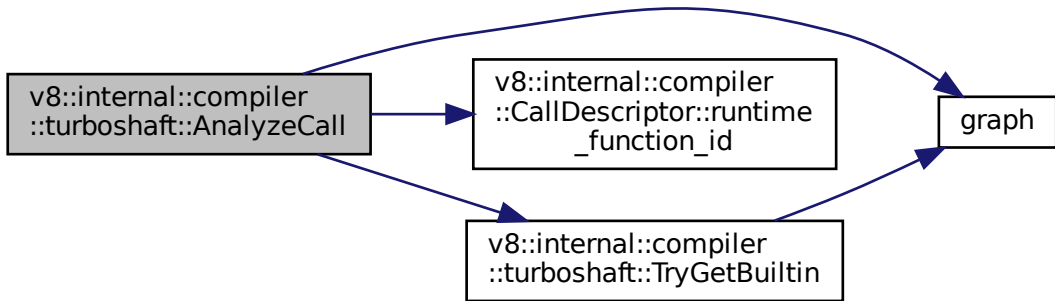 v8::internal::compiler
::turboshaft::AnalyzeCall
v8::internal::compiler
::CallDescriptor::runtime
_function_id
graph
v8::internal::compiler
::turboshaft::TryGetBuiltin